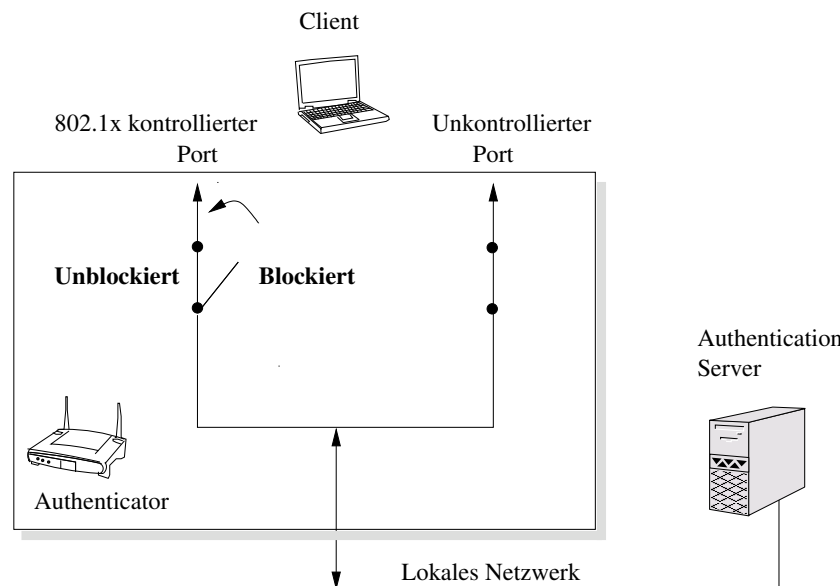 Client
802.1x kontrollierter
Port
Unkontrollierter
Port
Unblockiert
Blockiert
Authentication
Server
Authenticator
Lokales Netzwerk